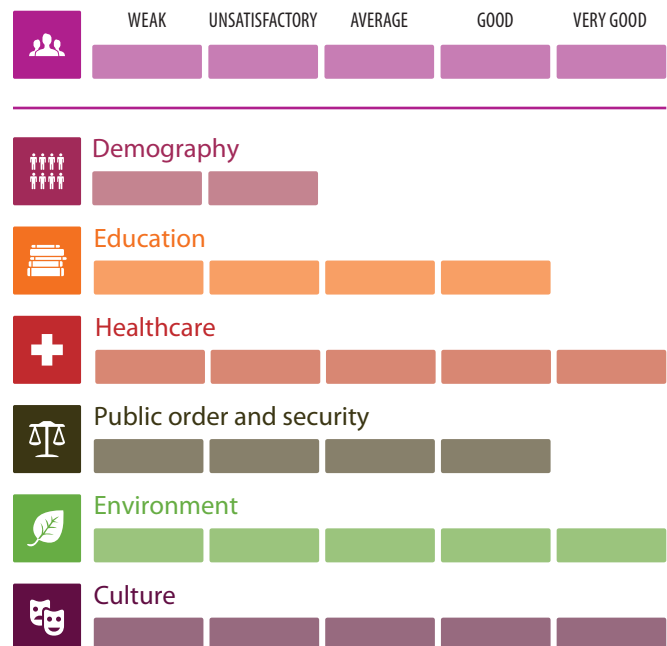 WEAK UNSATISFACTORY AVERAGE GOOD VERY GOOD
Demography
Education
Healthcare
Public order and security
Environment
Culture